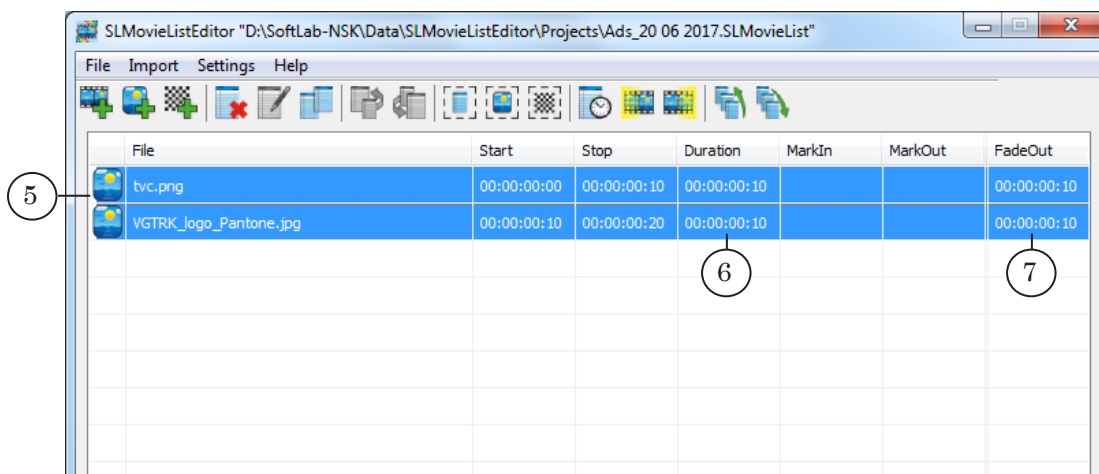 SLMovieListEditor "D:\SoftLab-NSK\Data\SLMovieListEditor\Projects\Ads_20 06 2017.SLMovieList"
File Import Settings Help
File Start Stop Duration MarkIn MarkOut FadeOut
5 tvc.png 00:00:00:00 00:00:00:10 00:00:00:10 00:00:00:10
VGTRK_logo_Pantone.jpg 00:00:00:10 00:00:00:20 00:00:00:10 00:00:00:10
6 7